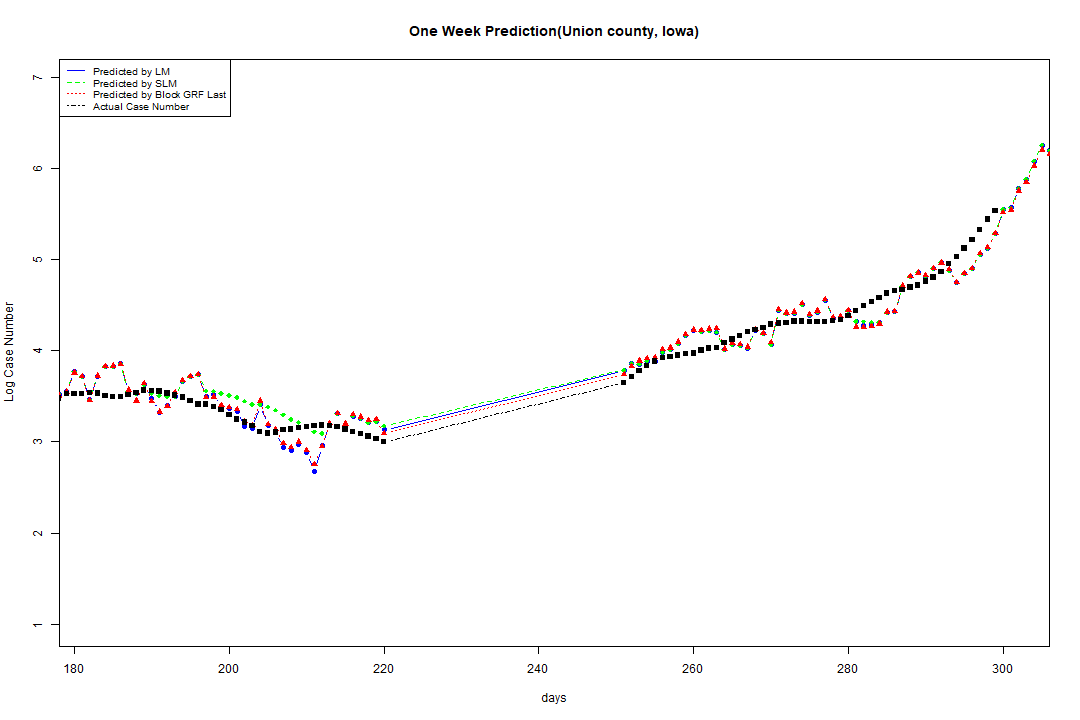 One Week Prediction(Union county, Iowa)
Predicted by LM
Predicted by SLM
Predicted by Block GRF Last
Actual Case Number
7
6
5
4
3
2
1
Log Case Number
180 200 220 240 260 280 300
days